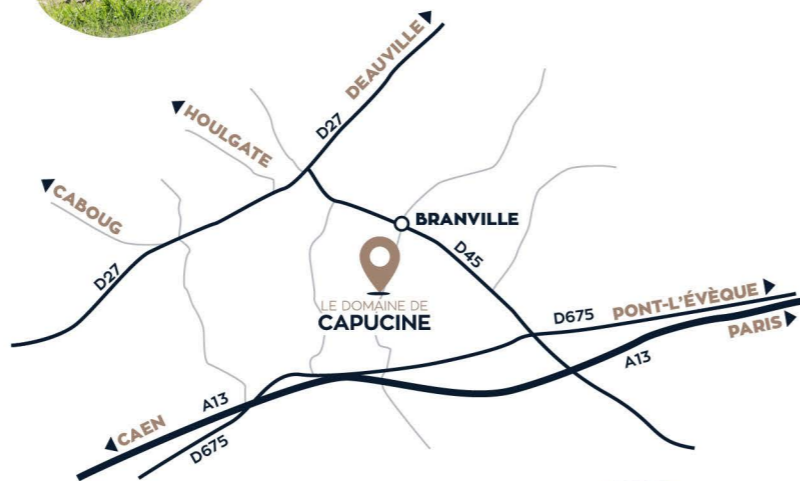 DEAUVILLE
D27
HOULGATE
CABOUG
BRANVILLE
D45
D27
LE DOMAINE DE
CAPUCINE
D675
PONT-L'ÉVÈQUE
PARIS
A13
A13
CAEN
D675